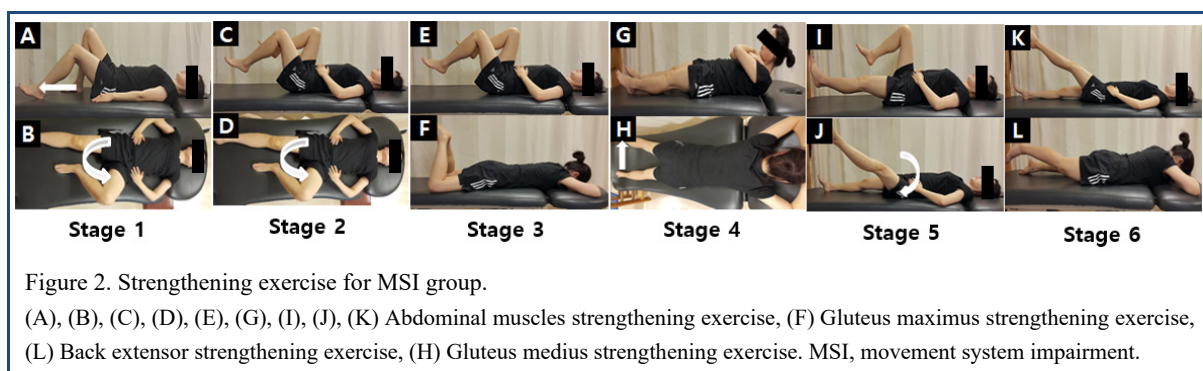 A C E G I K
B D F H J L
Stage 1 Stage 2 Stage 3 Stage 4 Stage 5 Stage 6
Figure 2. Strengthening exercise for MSI group.
(A), (B), (C), (D), (E), (G), (I), (J), (K) Abdominal muscles strengthening exercise, (F) Gluteus maximus strengthening exercise,
(L) Back extensor strengthening exercise, (H) Gluteus medius strengthening exercise. MSI, movement system impairment.